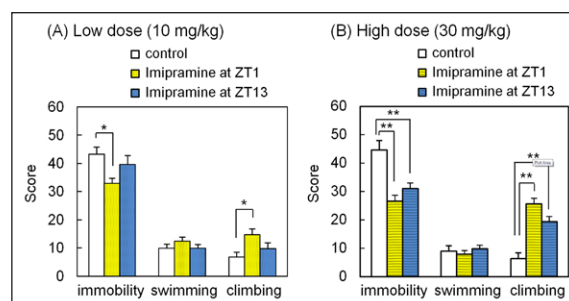 (A) Low dose (10 mg/kg)
control
Imipramine at ZT1
Imipramine at ZT13
Score
60
50
40
30
20
10
0
*
*
immobility swimming climbing
(B) High dose (30 mg/kg)
control
Imipramine at ZT1
Imipramine at ZT13
Score
60
50
40
30
20
10
0
**
**
**
**
immobility swimming climbing